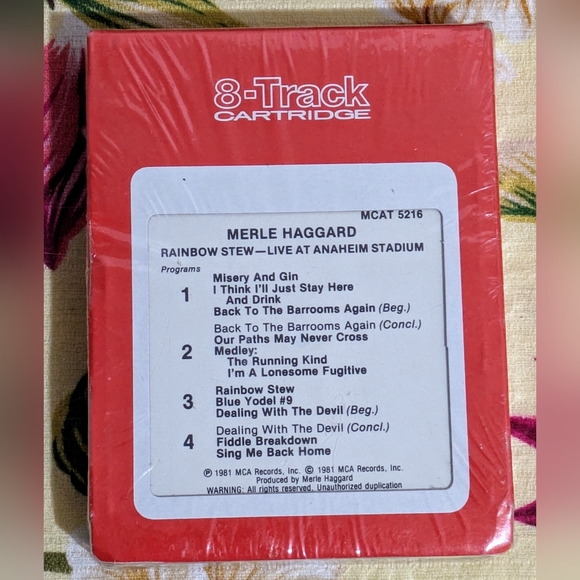 8-Track
CARTRIDGE
MCAT 5216
MERLE HAGGARD
RAINBOW STEW—LIVE AT ANAHEIM STADIUM
Programs
1 Misery And Gin
I Think I'll Just Stay Here
And Drink
Back To The Barrooms Again (Beg.)
2 Back To The Barrooms Again (Concl.)
Our Paths May Never Cross
Medley:
The Running Kind
I'm A Lonesome Fugitive
3 Rainbow Stew
Blue Yodel #9
Dealing With The Devil (Beg.)
4 Dealing With The Devil (Concl.)
Fiddle Breakdown
Sing Me Back Home
℗ 1981 MCA Records, Inc. © 1981 MCA Records, Inc.
Produced by Merle Haggard
WARNING: All rights reserved. Unauthorized duplication